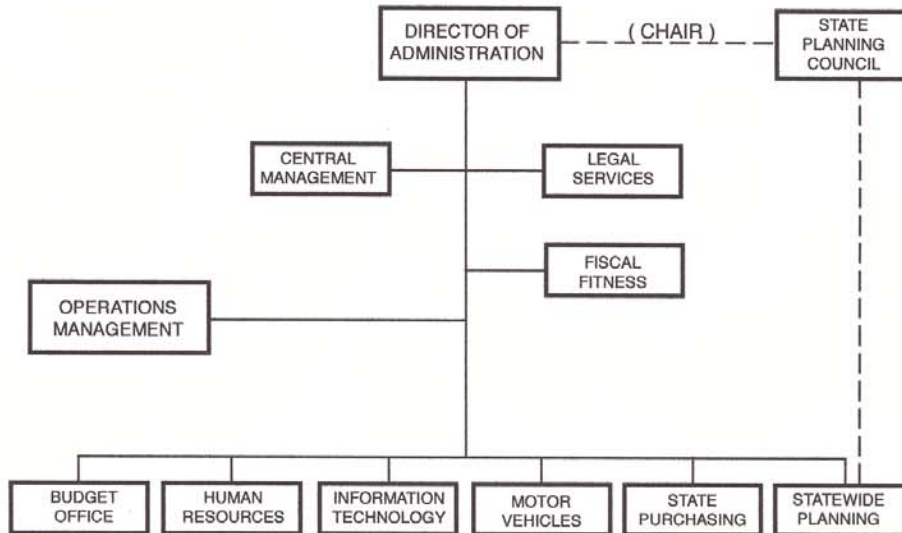 DIRECTOR OF
ADMINISTRATION
( CHAIR )
STATE
PLANNING
COUNCIL
CENTRAL
MANAGEMENT
LEGAL
SERVICES
FISCAL
FITNESS
OPERATIONS
MANAGEMENT
BUDGET
OFFICE
HUMAN
RESOURCES
INFORMATION
TECHNOLOGY
MOTOR
VEHICLES
STATE
PURCHASING
STATEWIDE
PLANNING